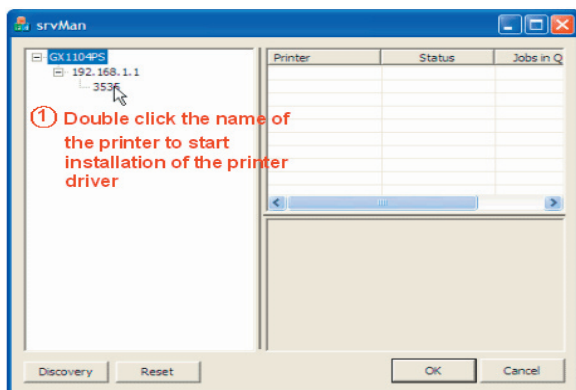 srvMan
GX1104PS
192.168.1.1
3535
① Double click the name of
the printer to start
installation of the printer
driver
Printer Status Jobs in Q
Discovery Reset OK Cancel